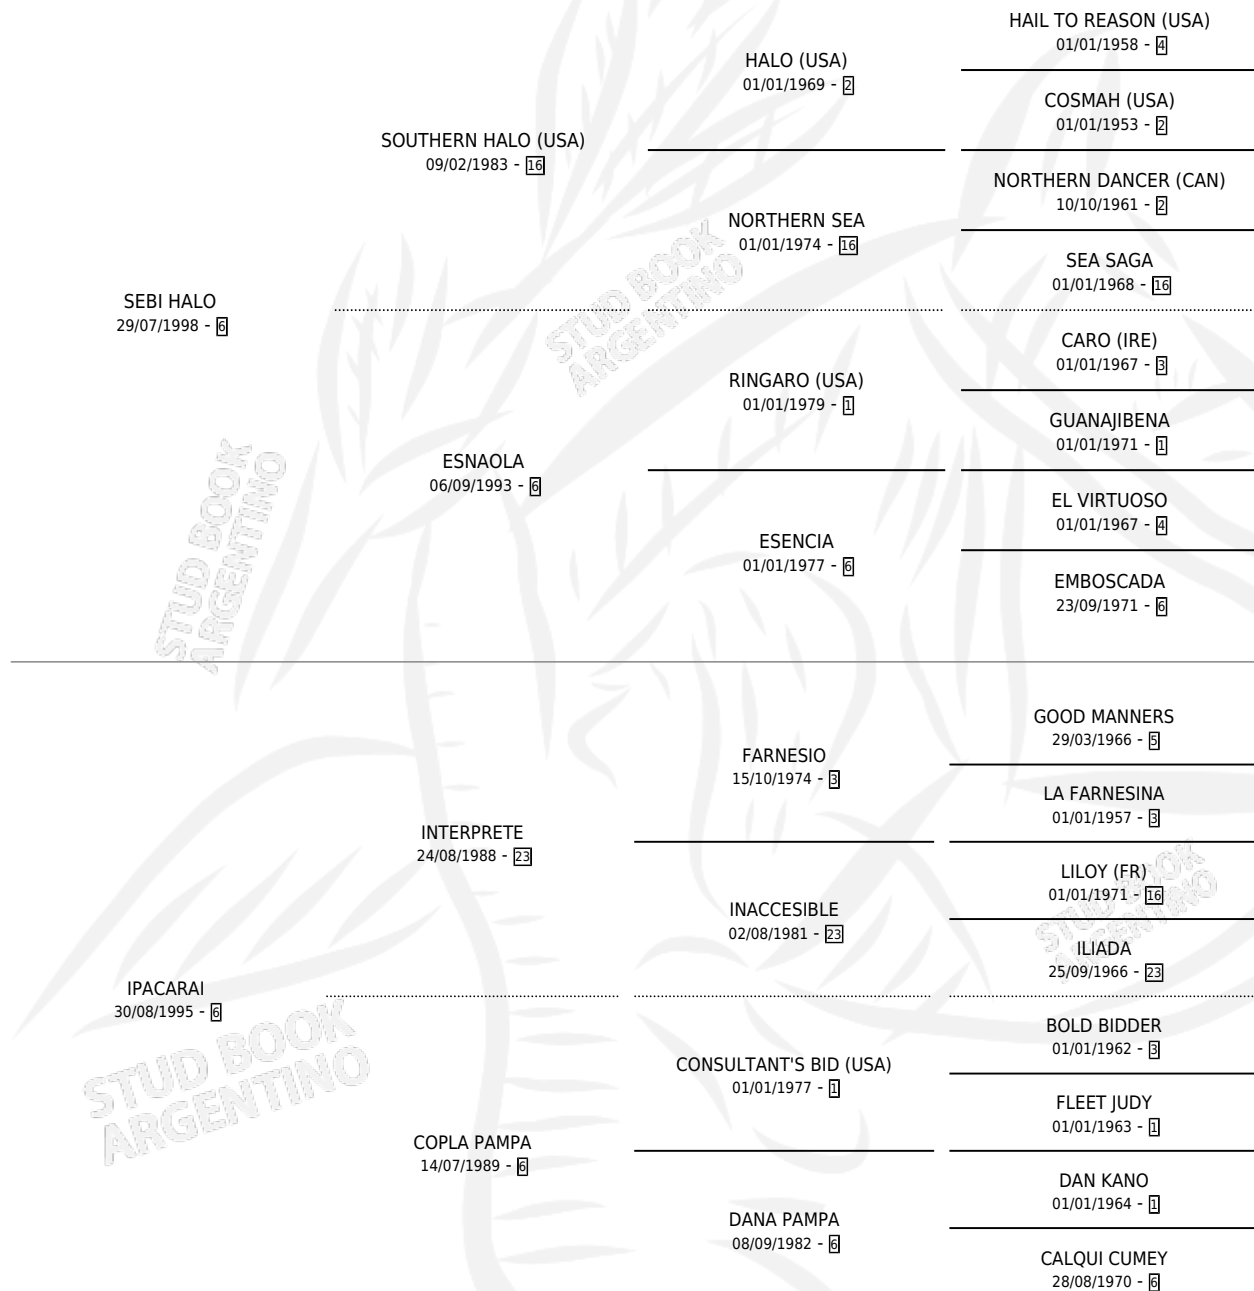 HAIL TO REASON (USA)
01/01/1958 - 4
HALO (USA)
01/01/1969 - 2
COSMAH (USA)
01/01/1953 - 2
SOUTHERN HALO (USA)
09/02/1983 - 16
NORTHERN DANCER (CAN)
10/10/1961 - 2
NORTHERN SEA
01/01/1974 - 16
SEA SAGA
01/01/1968 - 16
SEBI HALO
29/07/1998 - 6
STUD BOOK
ARGENTINO
CARO (IRE)
01/01/1967 - 3
RINGARO (USA)
01/01/1979 - 1
GUANAJIBENA
01/01/1971 - 1
ESNAOLA
06/09/1993 - 6
EL VIRTUOSO
01/01/1967 - 4
ESENCIA
01/01/1977 - 6
EMBOSCADA
23/09/1971 - 6
STUD BOOK
ARGENTINO
GOOD MANNERS
29/03/1966 - 5
FARNESIO
15/10/1974 - 3
LA FARNESINA
01/01/1957 - 3
INTERPRETE
24/08/1988 - 23
LILOY (FR)
01/01/1971 - 16
INACCESIBLE
02/08/1981 - 23
ILIADA
25/09/1966 - 23
STUD BOOK
ARGENTINO
IPACARAI
30/08/1995 - 6
STUD BOOK
ARGENTINO
BOLD BIDDER
01/01/1962 - 3
CONSULTANT'S BID (USA)
01/01/1977 - 1
FLEET JUDY
01/01/1963 - 1
COPLA PAMPA
14/07/1989 - 6
DAN KANO
01/01/1964 - 1
DANA PAMPA
08/09/1982 - 6
CALQUI CUMEY
28/08/1970 - 6